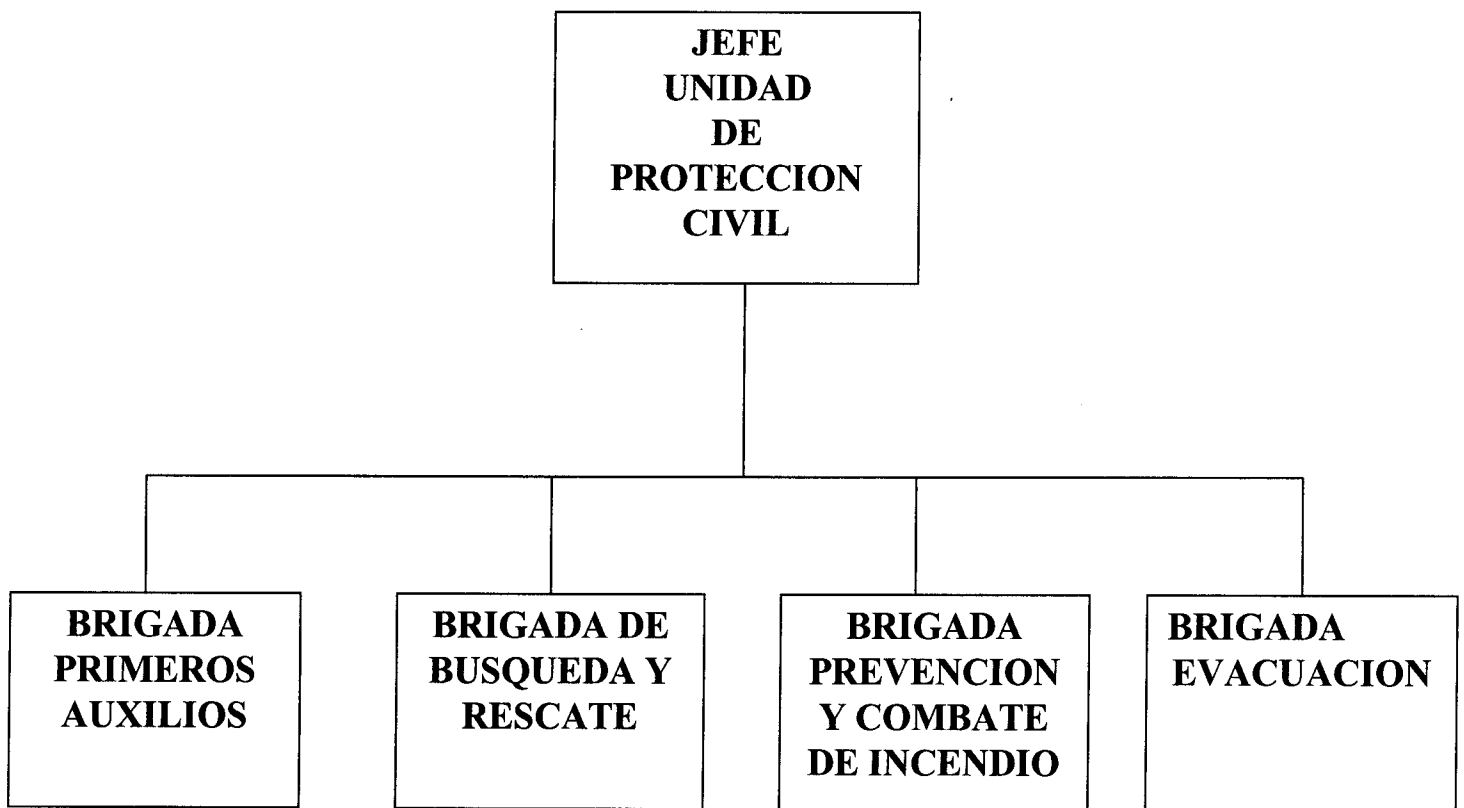 JEFE
UNIDAD
DE
PROTECCION
CIVIL
BRIGADA
PRIMEROS
AUXILIOS
BRIGADA DE
BUSQUEDA Y
RESCATE
BRIGADA
PREVENCION
Y COMBATE
DE INCENDIO
BRIGADA
EVACUACION